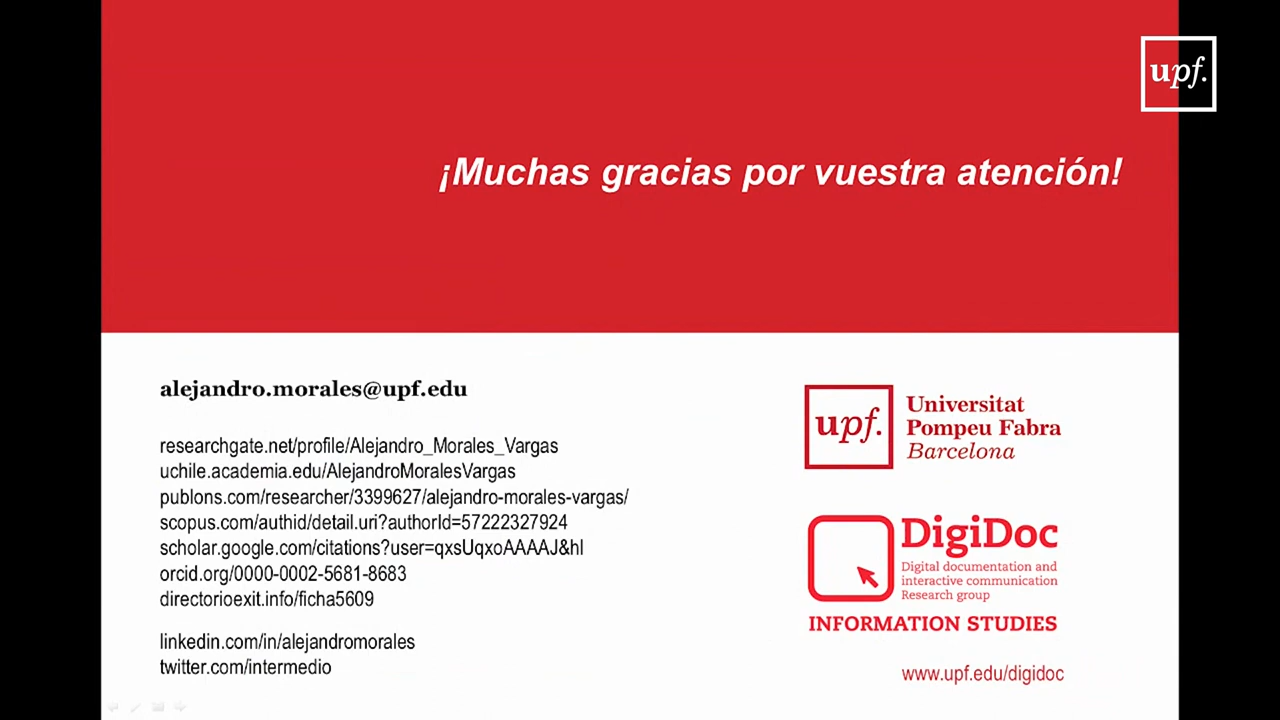 upf.
¡Muchas gracias por vuestra atención!
alejandro.morales@upf.edu
researchgate.net/profile/Alejandro_Morales_Vargas
uchile.academia.edu/AlejandroMoralesVargas
publons.com/researcher/3399627/alejandro-morales-vargas/
scopus.com/authid/detail.uri?authorId=57222327924
scholar.google.com/citations?user=qxsUqxoAAAAJ&hl
orcid.org/0000-0002-5681-8683
directorioexit.info/ficha5609
linkedin.com/in/alejandromorales
twitter.com/intermedio
upf.
Universitat
Pompeu Fabra
Barcelona
DigiDoc
Digital documentation and
interactive communication
Research group
INFORMATION STUDIES
www.upf.edu/digidoc